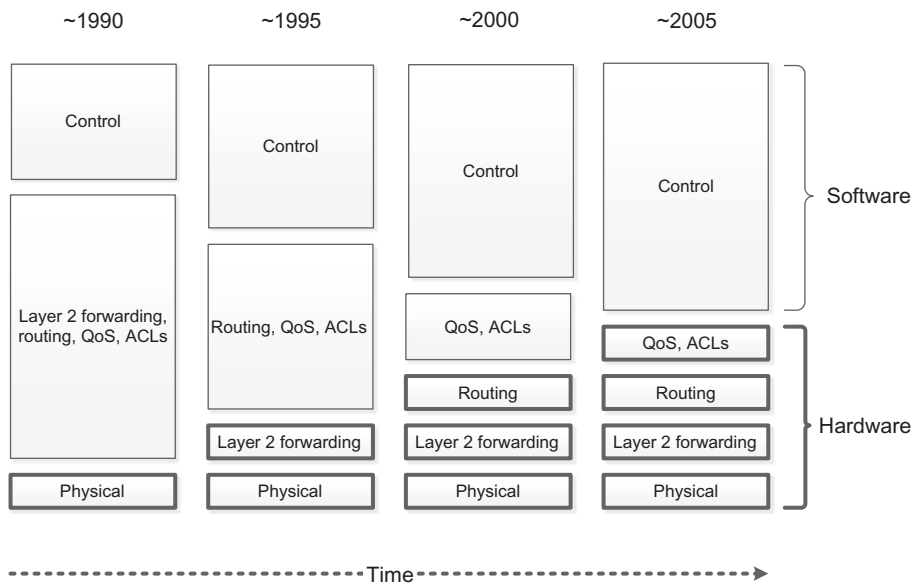 ~1990
~1995
~2000
~2005
Control
Control
Control
Control
Software
Layer 2 forwarding,
routing, QoS, ACLs
Routing, QoS, ACLs
QoS, ACLs
QoS, ACLs
Routing
Routing
Hardware
Layer 2 forwarding
Layer 2 forwarding
Layer 2 forwarding
Physical
Physical
Physical
Physical
Time